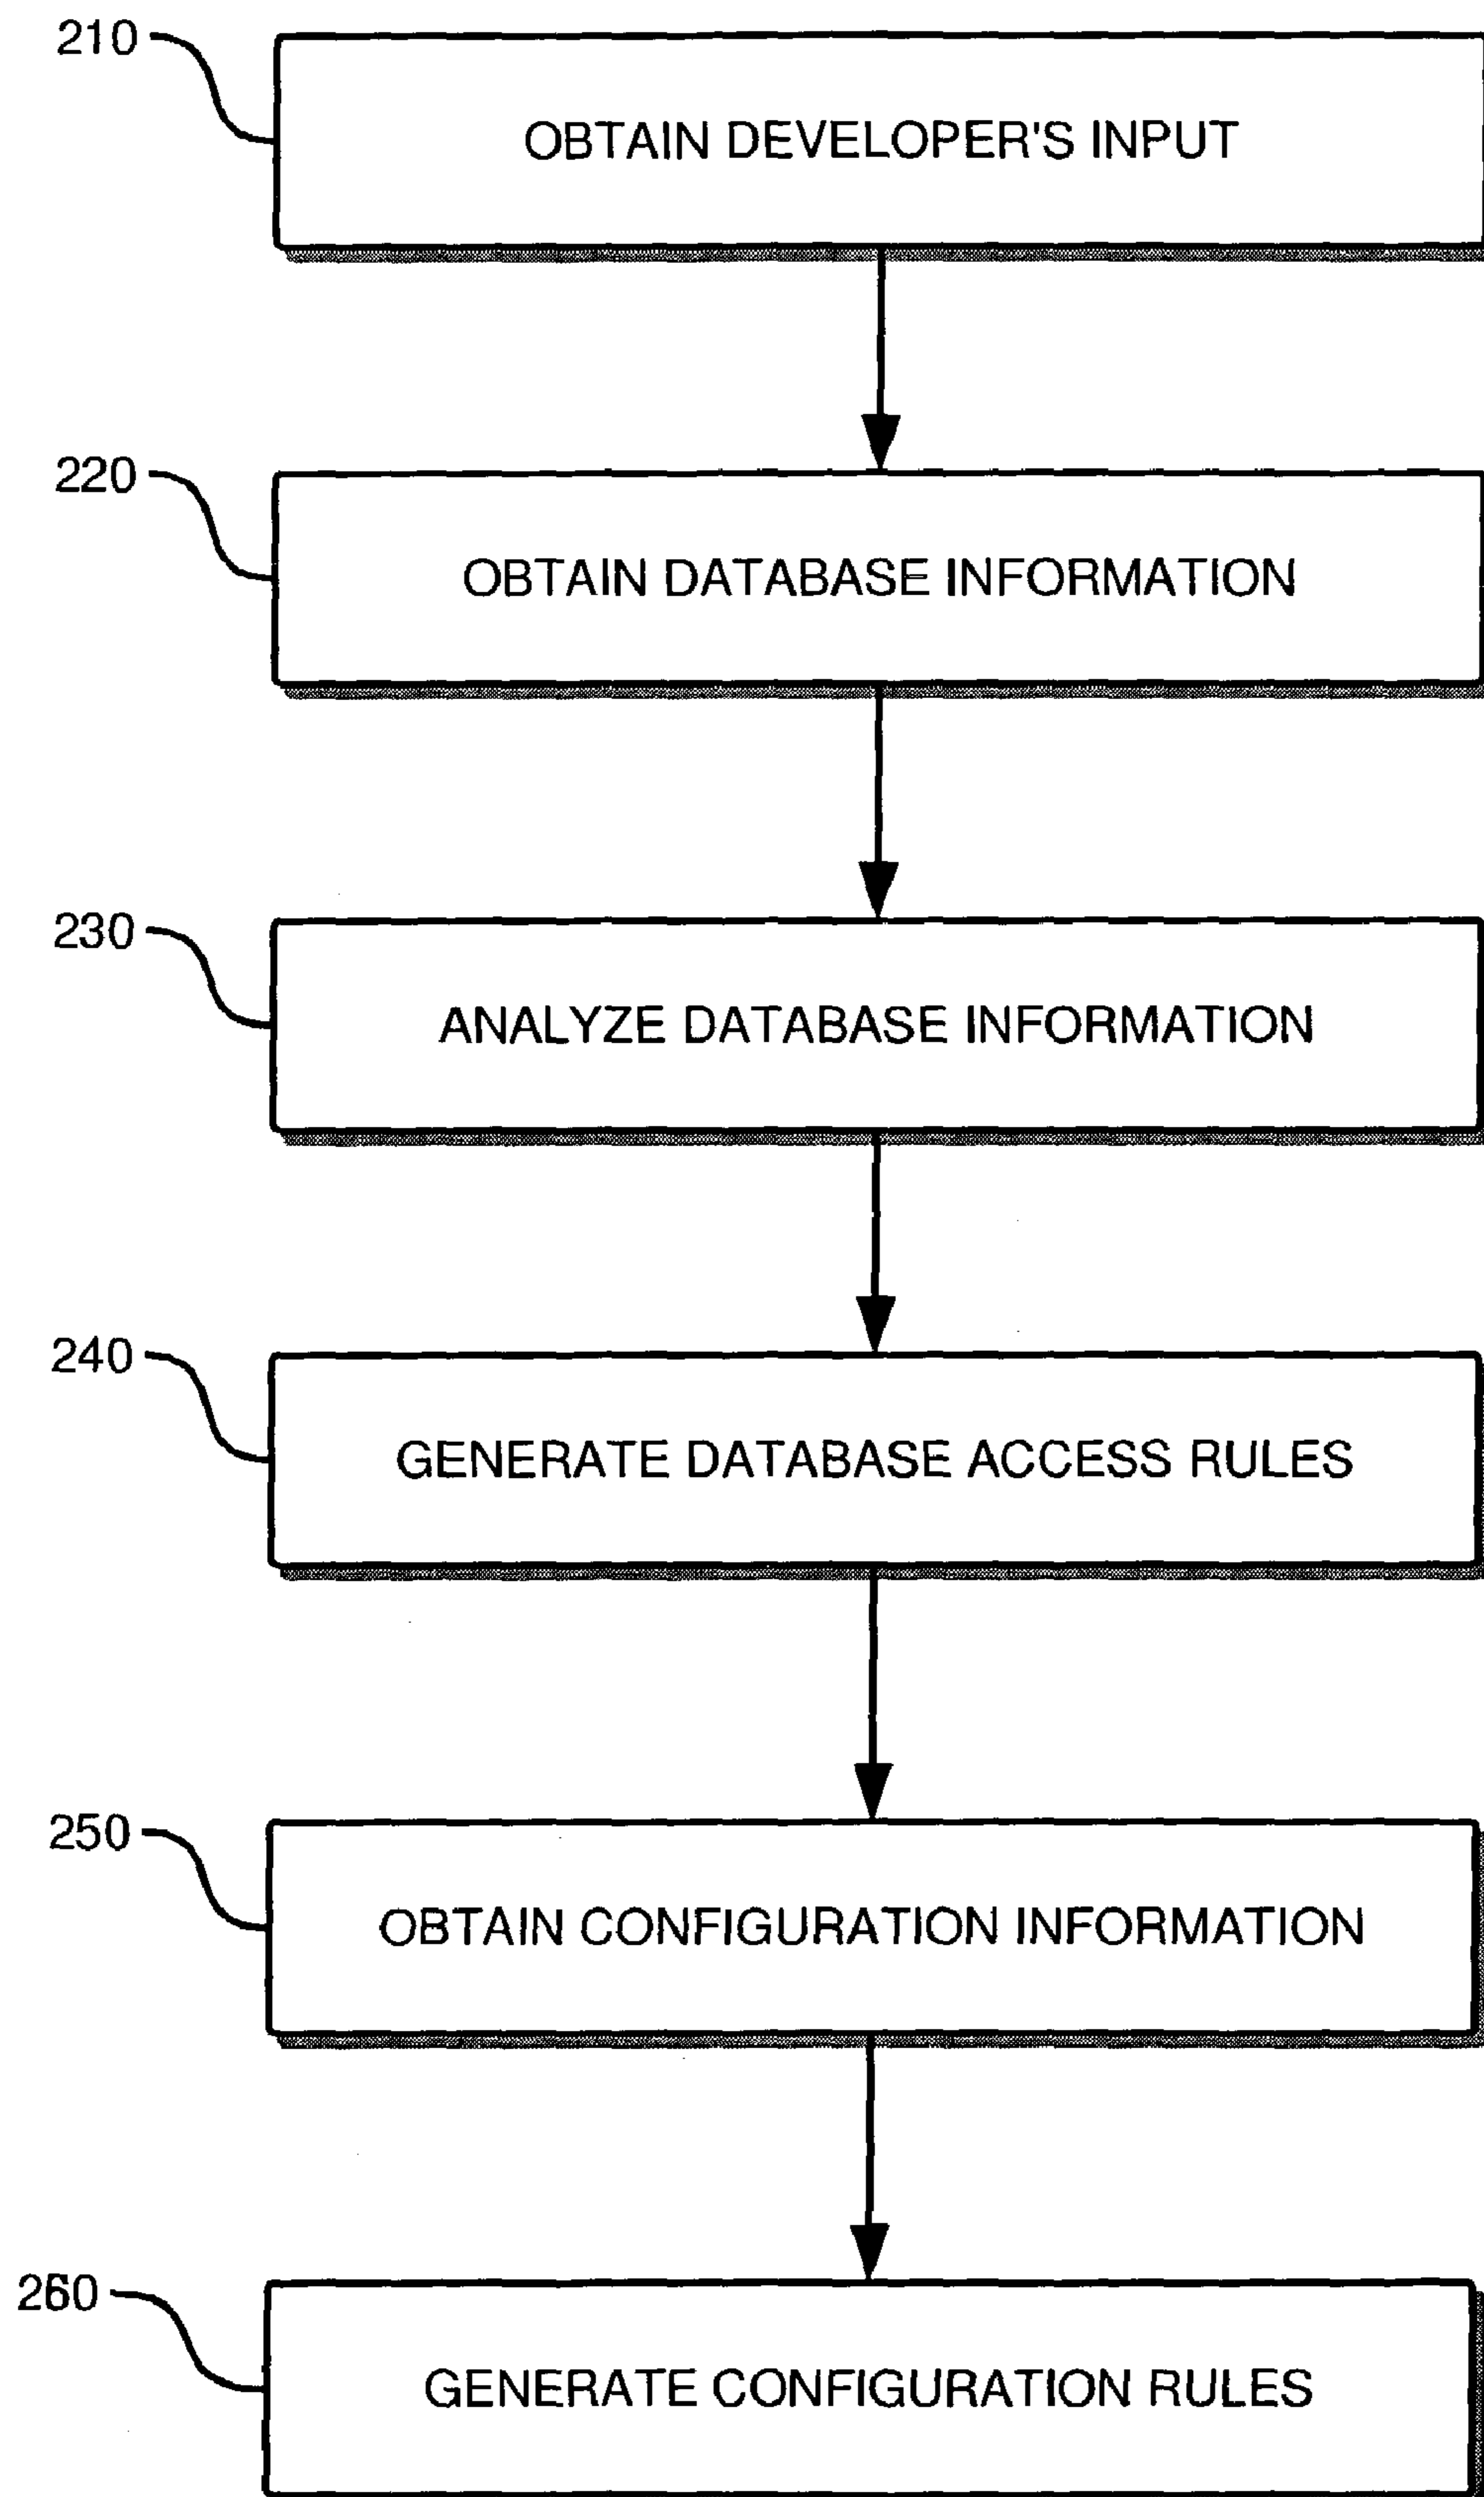 210
OBTAIN DEVELOPER'S INPUT
220
OBTAIN DATABASE INFORMATION
230
ANALYZE DATABASE INFORMATION
240
GENERATE DATABASE ACCESS RULES
250
OBTAIN CONFIGURATION INFORMATION
260
GENERATE CONFIGURATION RULES